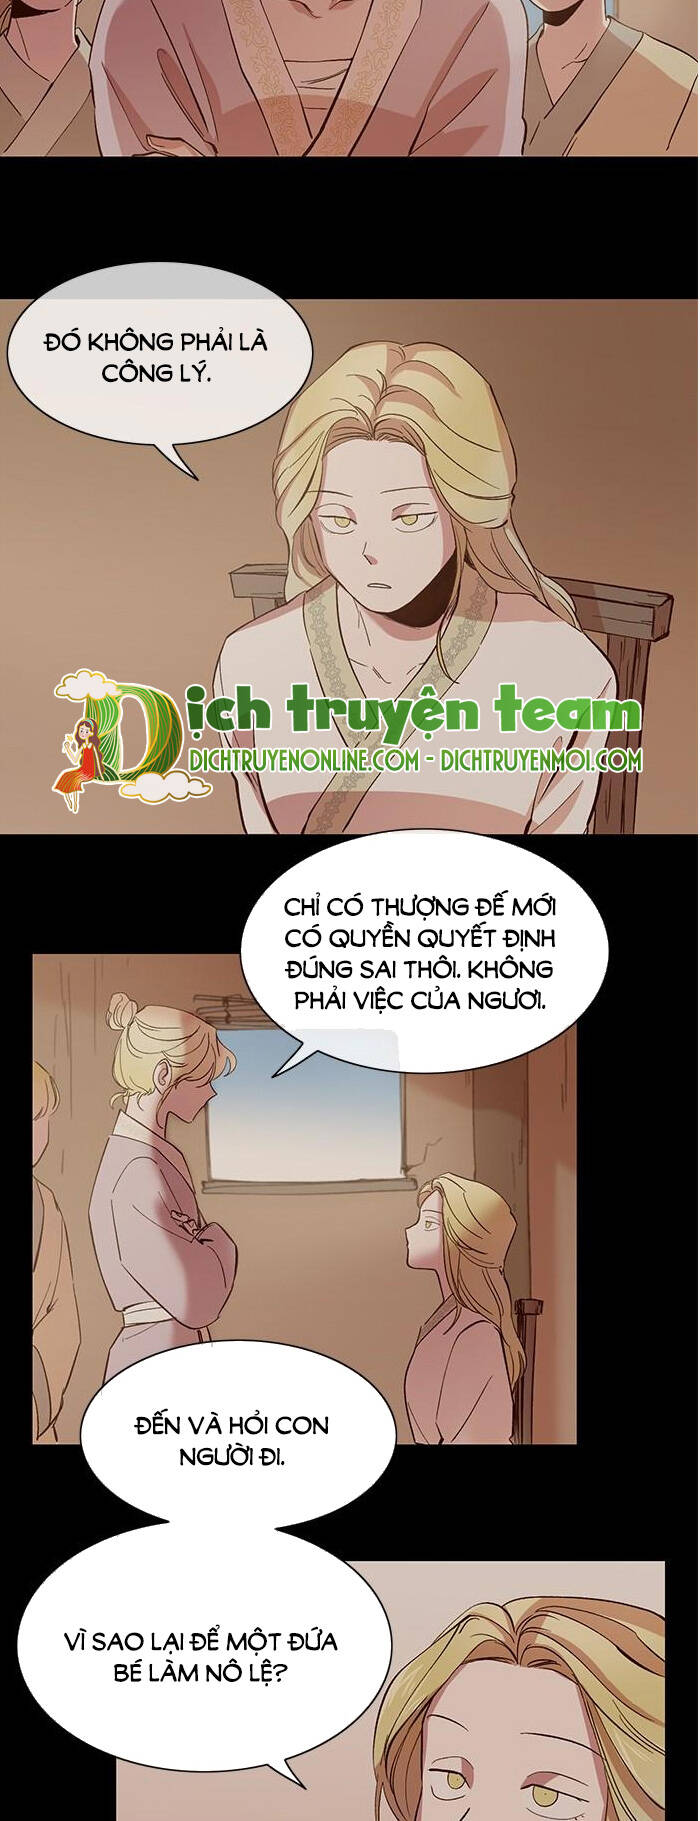 ĐÓ KHÔNG PHẢI LÀ
CÔNG LÝ.
Dịch truyện team
DICHTRUYENONLINE.COM - DICHTRUYENMOI.COM
CHỈ CÓ THƯỢNG ĐẾ MỚI
CÓ QUYỀN QUYẾT ĐỊNH
ĐÚNG SAI THÔI. KHÔNG
PHẢI VIỆC CỦA NGƯƠI.
ĐẾN VÀ HỎI CON
NGƯỜI ĐI.
VÌ SAO LẠI ĐỂ MỘT ĐỨA
BÉ LÀM NÔ LỆ?